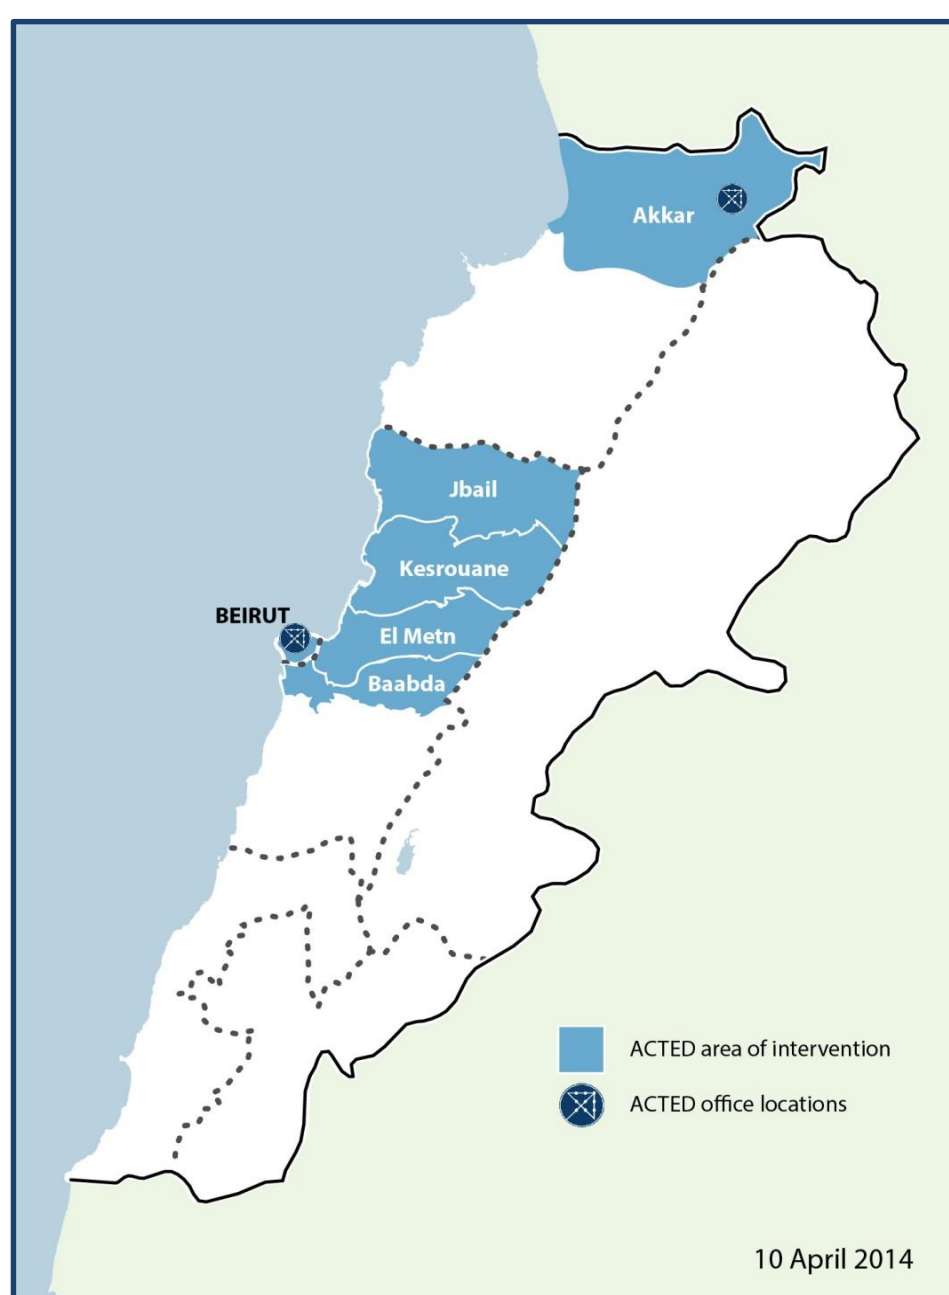 Akkar
Jbail
Kesrouane
BEIRUT
El Metn
Baabda
ACTED area of intervention
ACTED office locations
10 April 2014